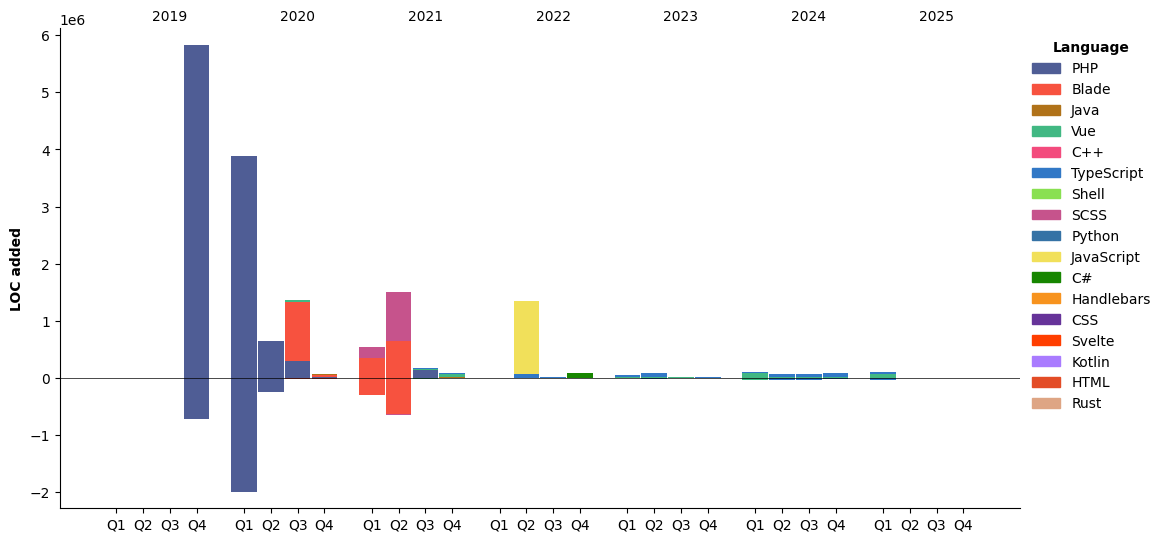 1e6
2019 2020 2021 2022 2023 2024 2025
6
5
4
3
2
1
0
−1
−2
LOC added
Q1 Q2 Q3 Q4 Q1 Q2 Q3 Q4 Q1 Q2 Q3 Q4 Q1 Q2 Q3 Q4 Q1 Q2 Q3 Q4 Q1 Q2 Q3 Q4 Q1 Q2 Q3 Q4
Language
PHP
Blade
Java
Vue
C++
TypeScript
Shell
SCSS
Python
JavaScript
C#
Handlebars
CSS
Svelte
Kotlin
HTML
Rust